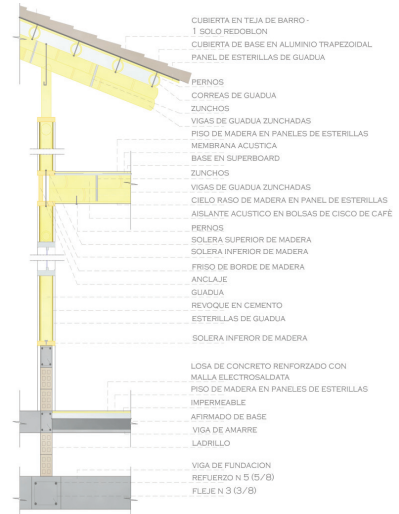 CUBIERTA EN TEJA DE BARRO -
1 SOLO REDOBLON
CUBIERTA DE BASE EN ALUMINIO TRAPEZOIDAL
PANEL DE ESTERILLAS DE GUADUA
PERNOS
CORREAS DE GUADUA
ZUNCHOS
VIGAS DE GUADUA ZUNCHADAS
PISO DE MADERA EN PANELES DE ESTERILLAS
MEMBRANA ACUSTICA
BASE EN SUPERBOARD
ZUNCHOS
VIGAS DE GUADUA ZUNCHADAS
CIELO RASO DE MADERA EN PANEL DE ESTERILLAS
AISLANTE ACUSTICO EN BOLSAS DE CISCO DE CAFÉ
PERNOS
SOLERA SUPERIOR DE MADERA
SOLERA INFERIOR DE MADERA
FRISO DE BORDE DE MADERA
ANCLAJE
GUADUA
REVOQUE EN CEMENTO
ESTERILLAS DE GUADUA
SOLERA INFEROR DE MADERA
LOSA DE CONCRETO RENFORZADO CON
MALLA ELECTROSALDATA
PISO DE MADERA EN PANELES DE ESTERILLAS
IMPERMEABLE
AFIRMADO DE BASE
VIGA DE AMARRE
LADRILLO
VIGA DE FUNDACION
REFUERZO N 5 (5/8)
FLEJE N 3 (3/8)